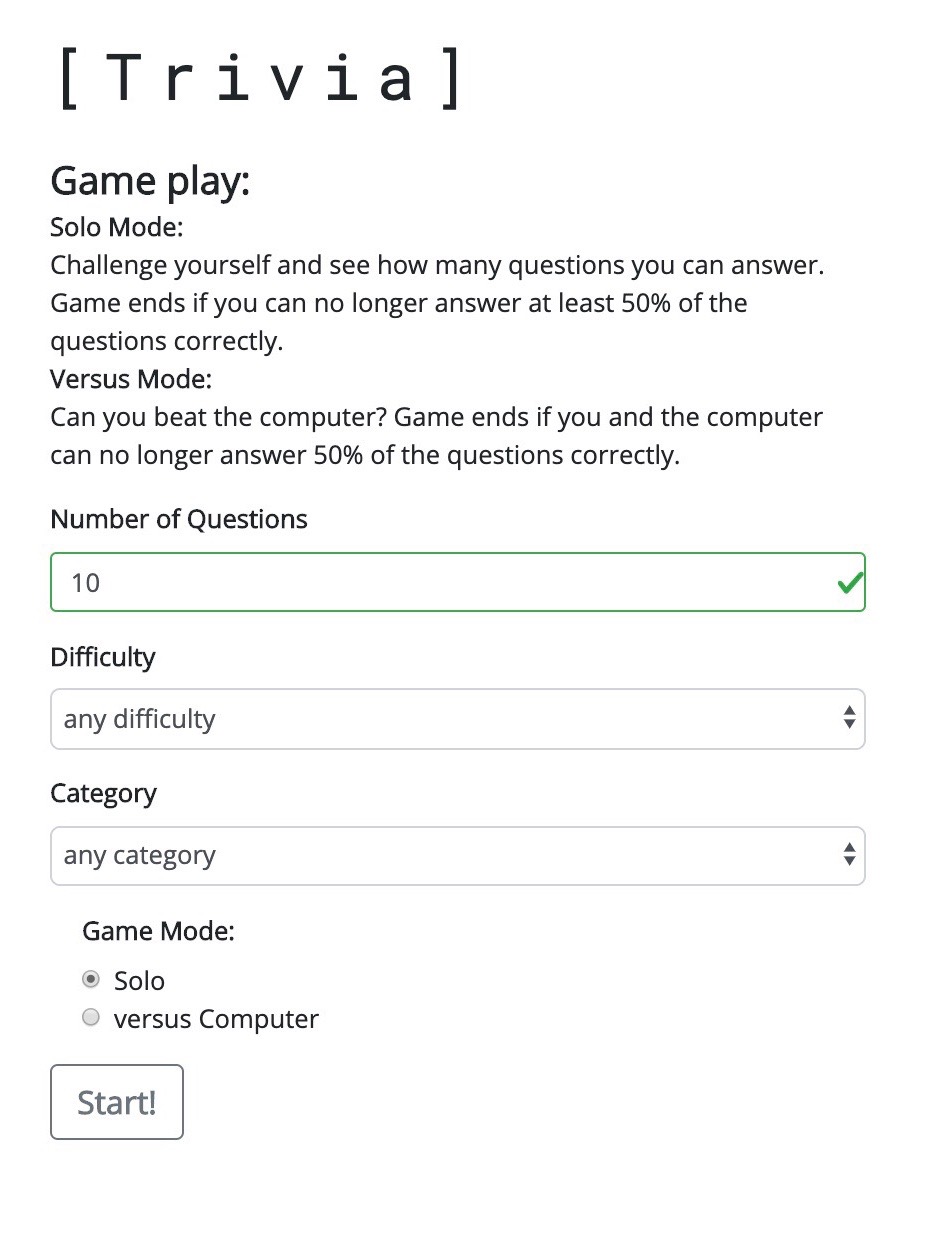 [Trivia]
Game play:
Solo Mode:
Challenge yourself and see how many questions you can answer.
Game ends if you can no longer answer at least 50% of the
questions correctly.
Versus Mode:
Can you beat the computer? Game ends if you and the computer
can no longer answer 50% of the questions correctly.
Number of Questions
10
Difficulty
any difficulty
Category
any category
Game Mode:
Solo
versus Computer
Start!